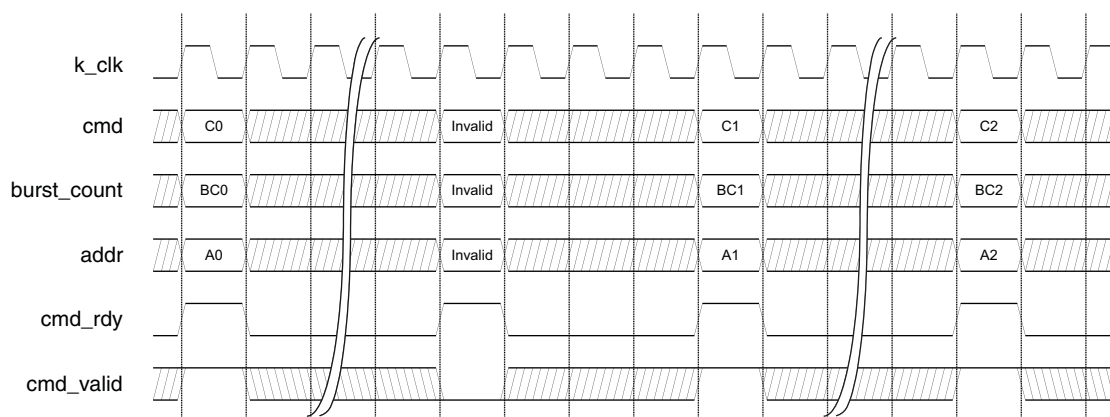 k_clk
cmd C0 Invalid C1 C2
burst_count BC0 Invalid BC1 BC2
addr A0 Invalid A1 A2
cmd_rdy
cmd_valid